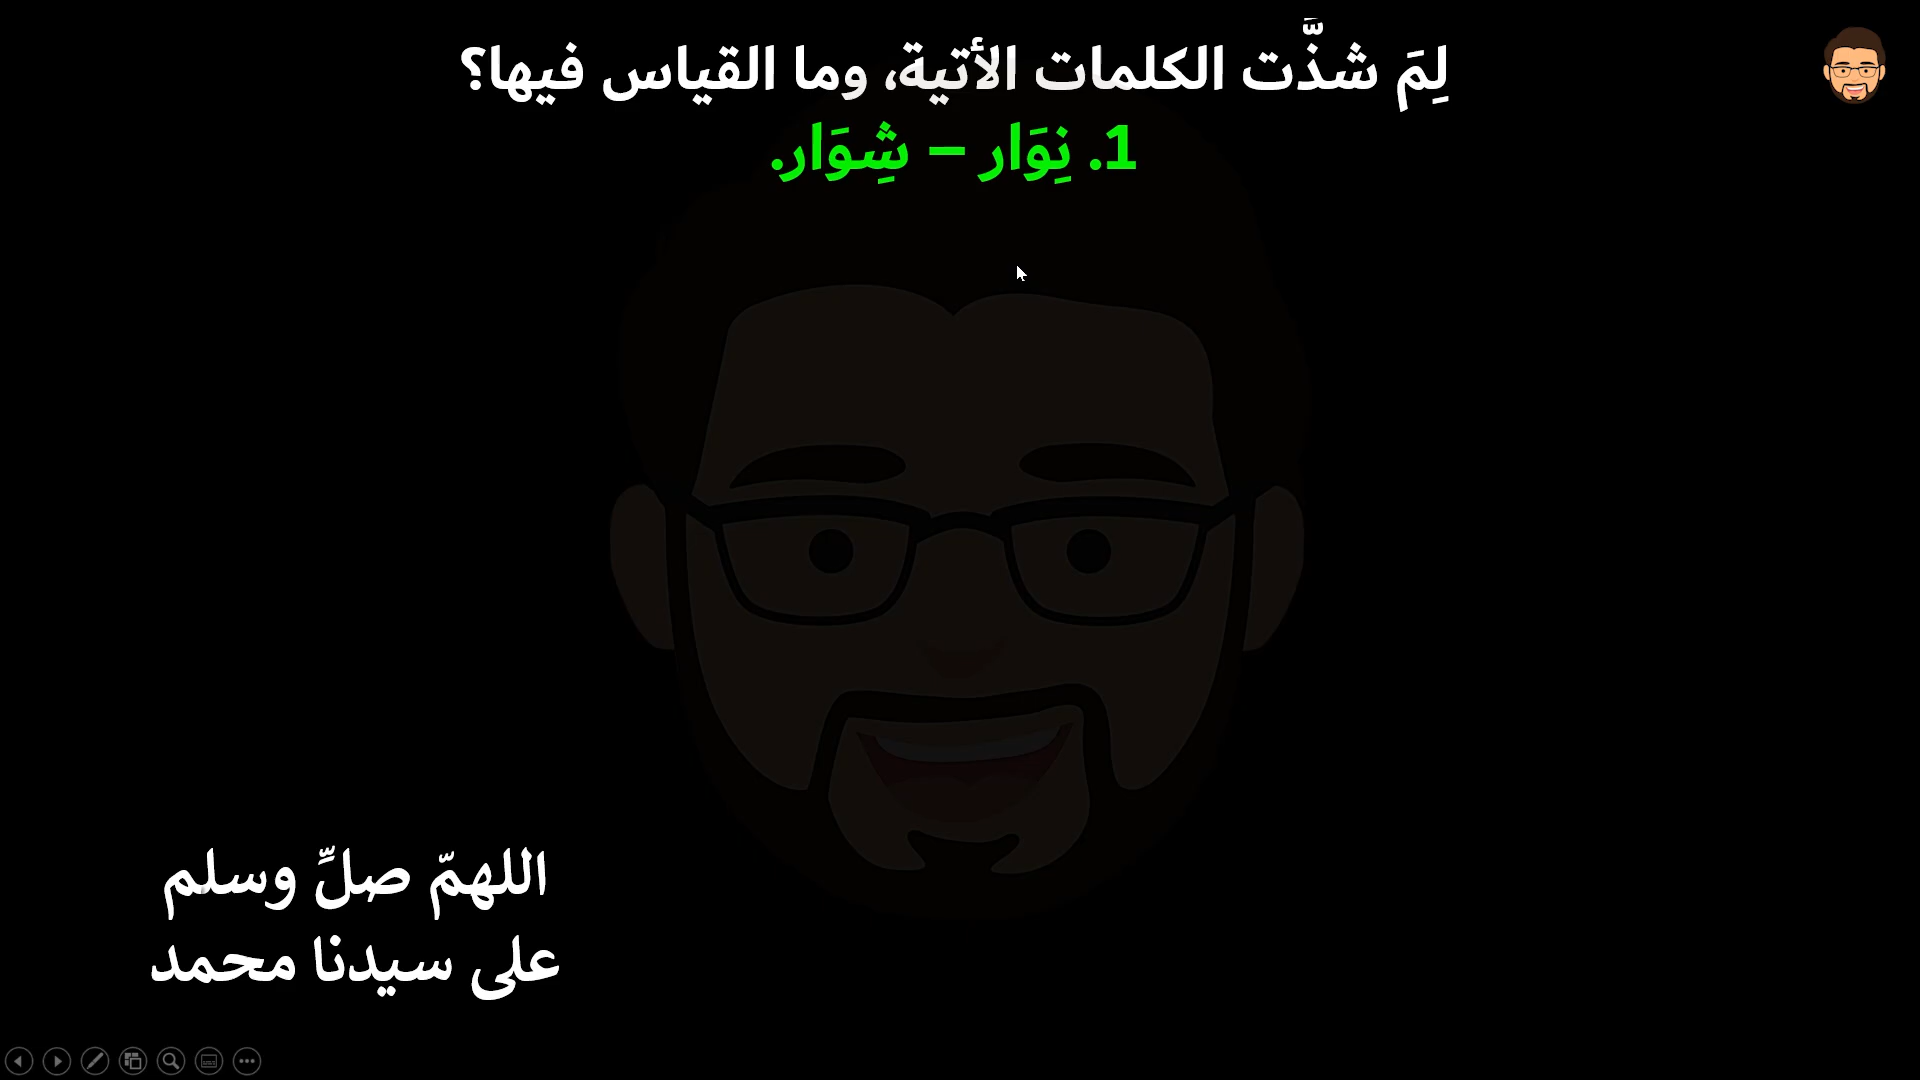 لِمَ شذَّت الكلمات الأتية، وما القياس فيها؟
1. نِوَار – شِوَار.
اللهمّ صلِّ وسلم
على سيدنا محمد